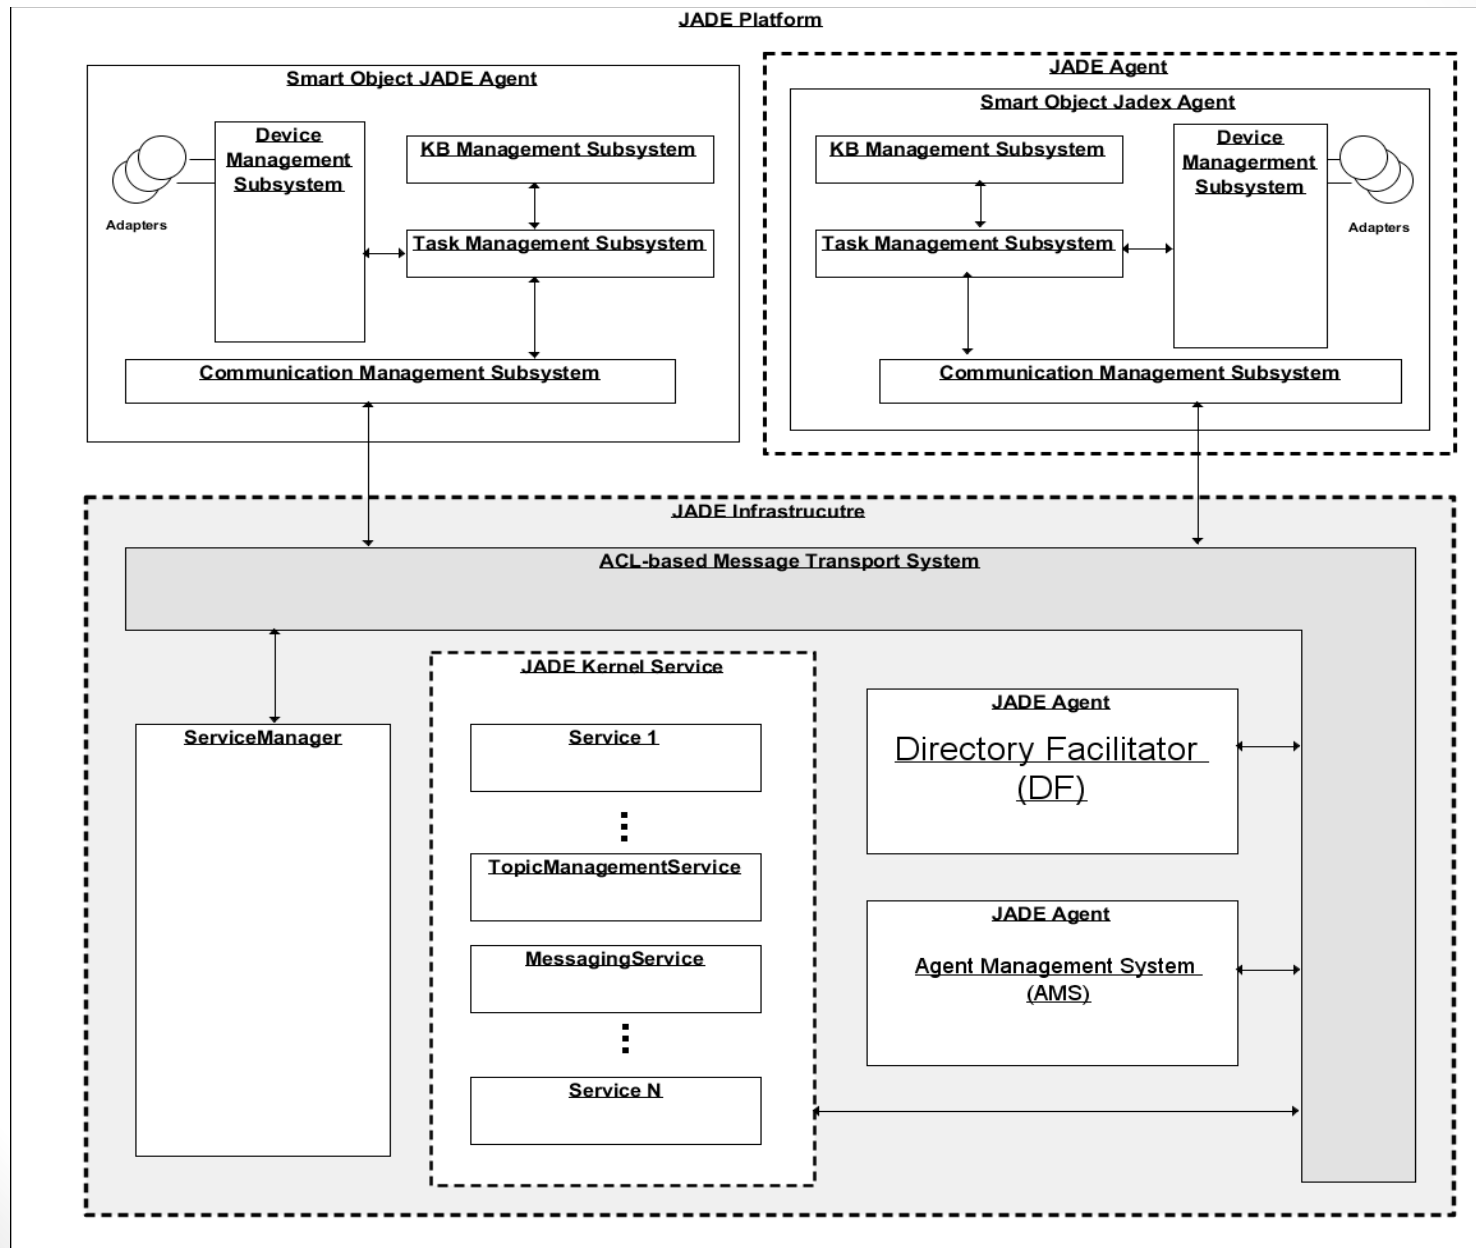 JADE Platform
Smart Object JADE Agent
Device
Management
Subsystem
KB Management Subsystem
Adapters
Task Management Subsystem
Communication Management Subsystem
JADE Agent
Smart Object Jadex Agent
KB Management Subsystem
Device
Managerment
Subsystem
Task Management Subsystem
Adapters
Communication Management Subsystem
JADE Infrastrucutre
ACL-based Message Transport System
ServiceManager
JADE Kernel Service
Service 1
TopicManagementService
MessagingService
Service N
JADE Agent
Directory Facilitator
(DF)
JADE Agent
Agent Management System
(AMS)